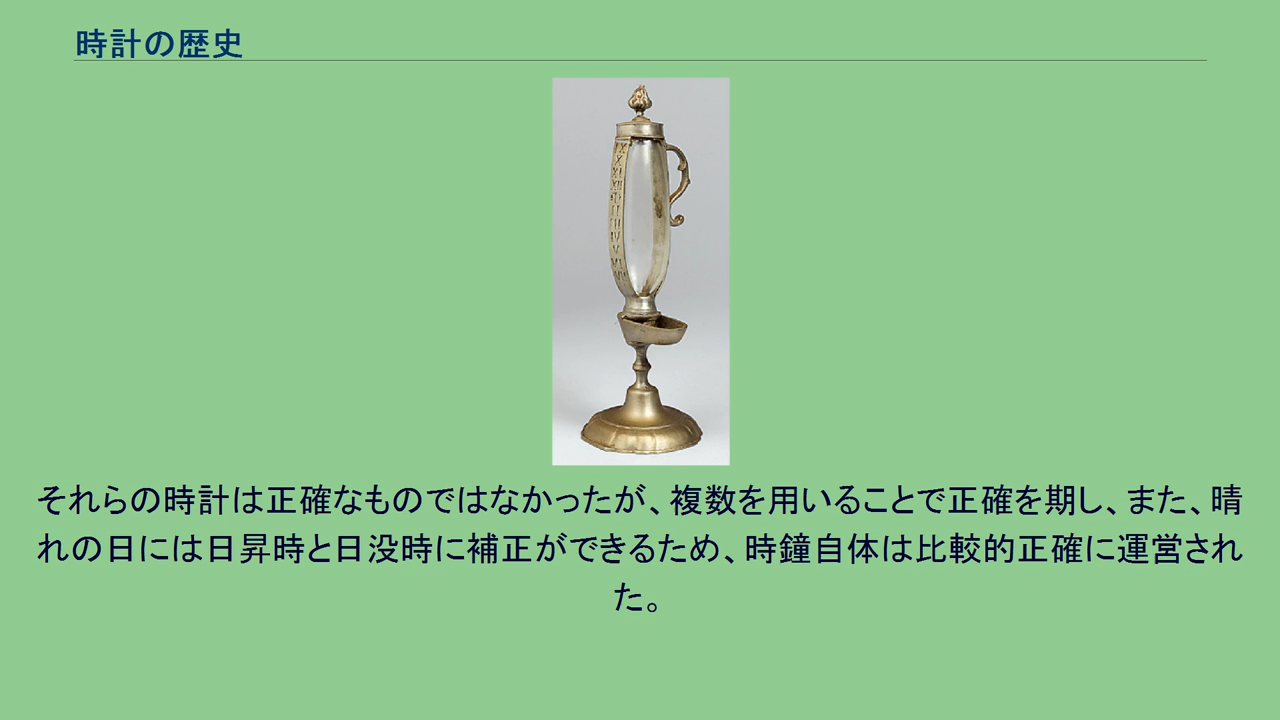 時計の歴史
それらの時計は正確なものではなかったが、複数を用いることで正確を期し、また、晴
れの日には日昇時と日没時に補正ができるため、時鐘自体は比較的正確に運営され
た。